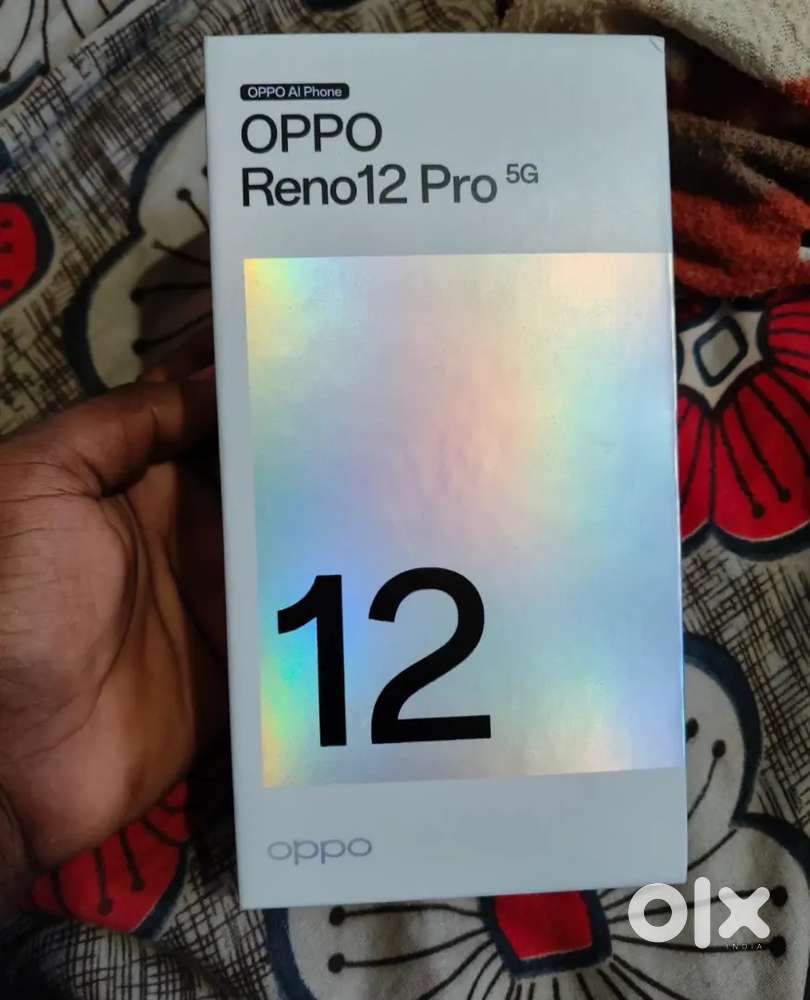 OPPO AI Phone
OPPO
Reno12 Pro 5G
12
oppo
olx
INDIA